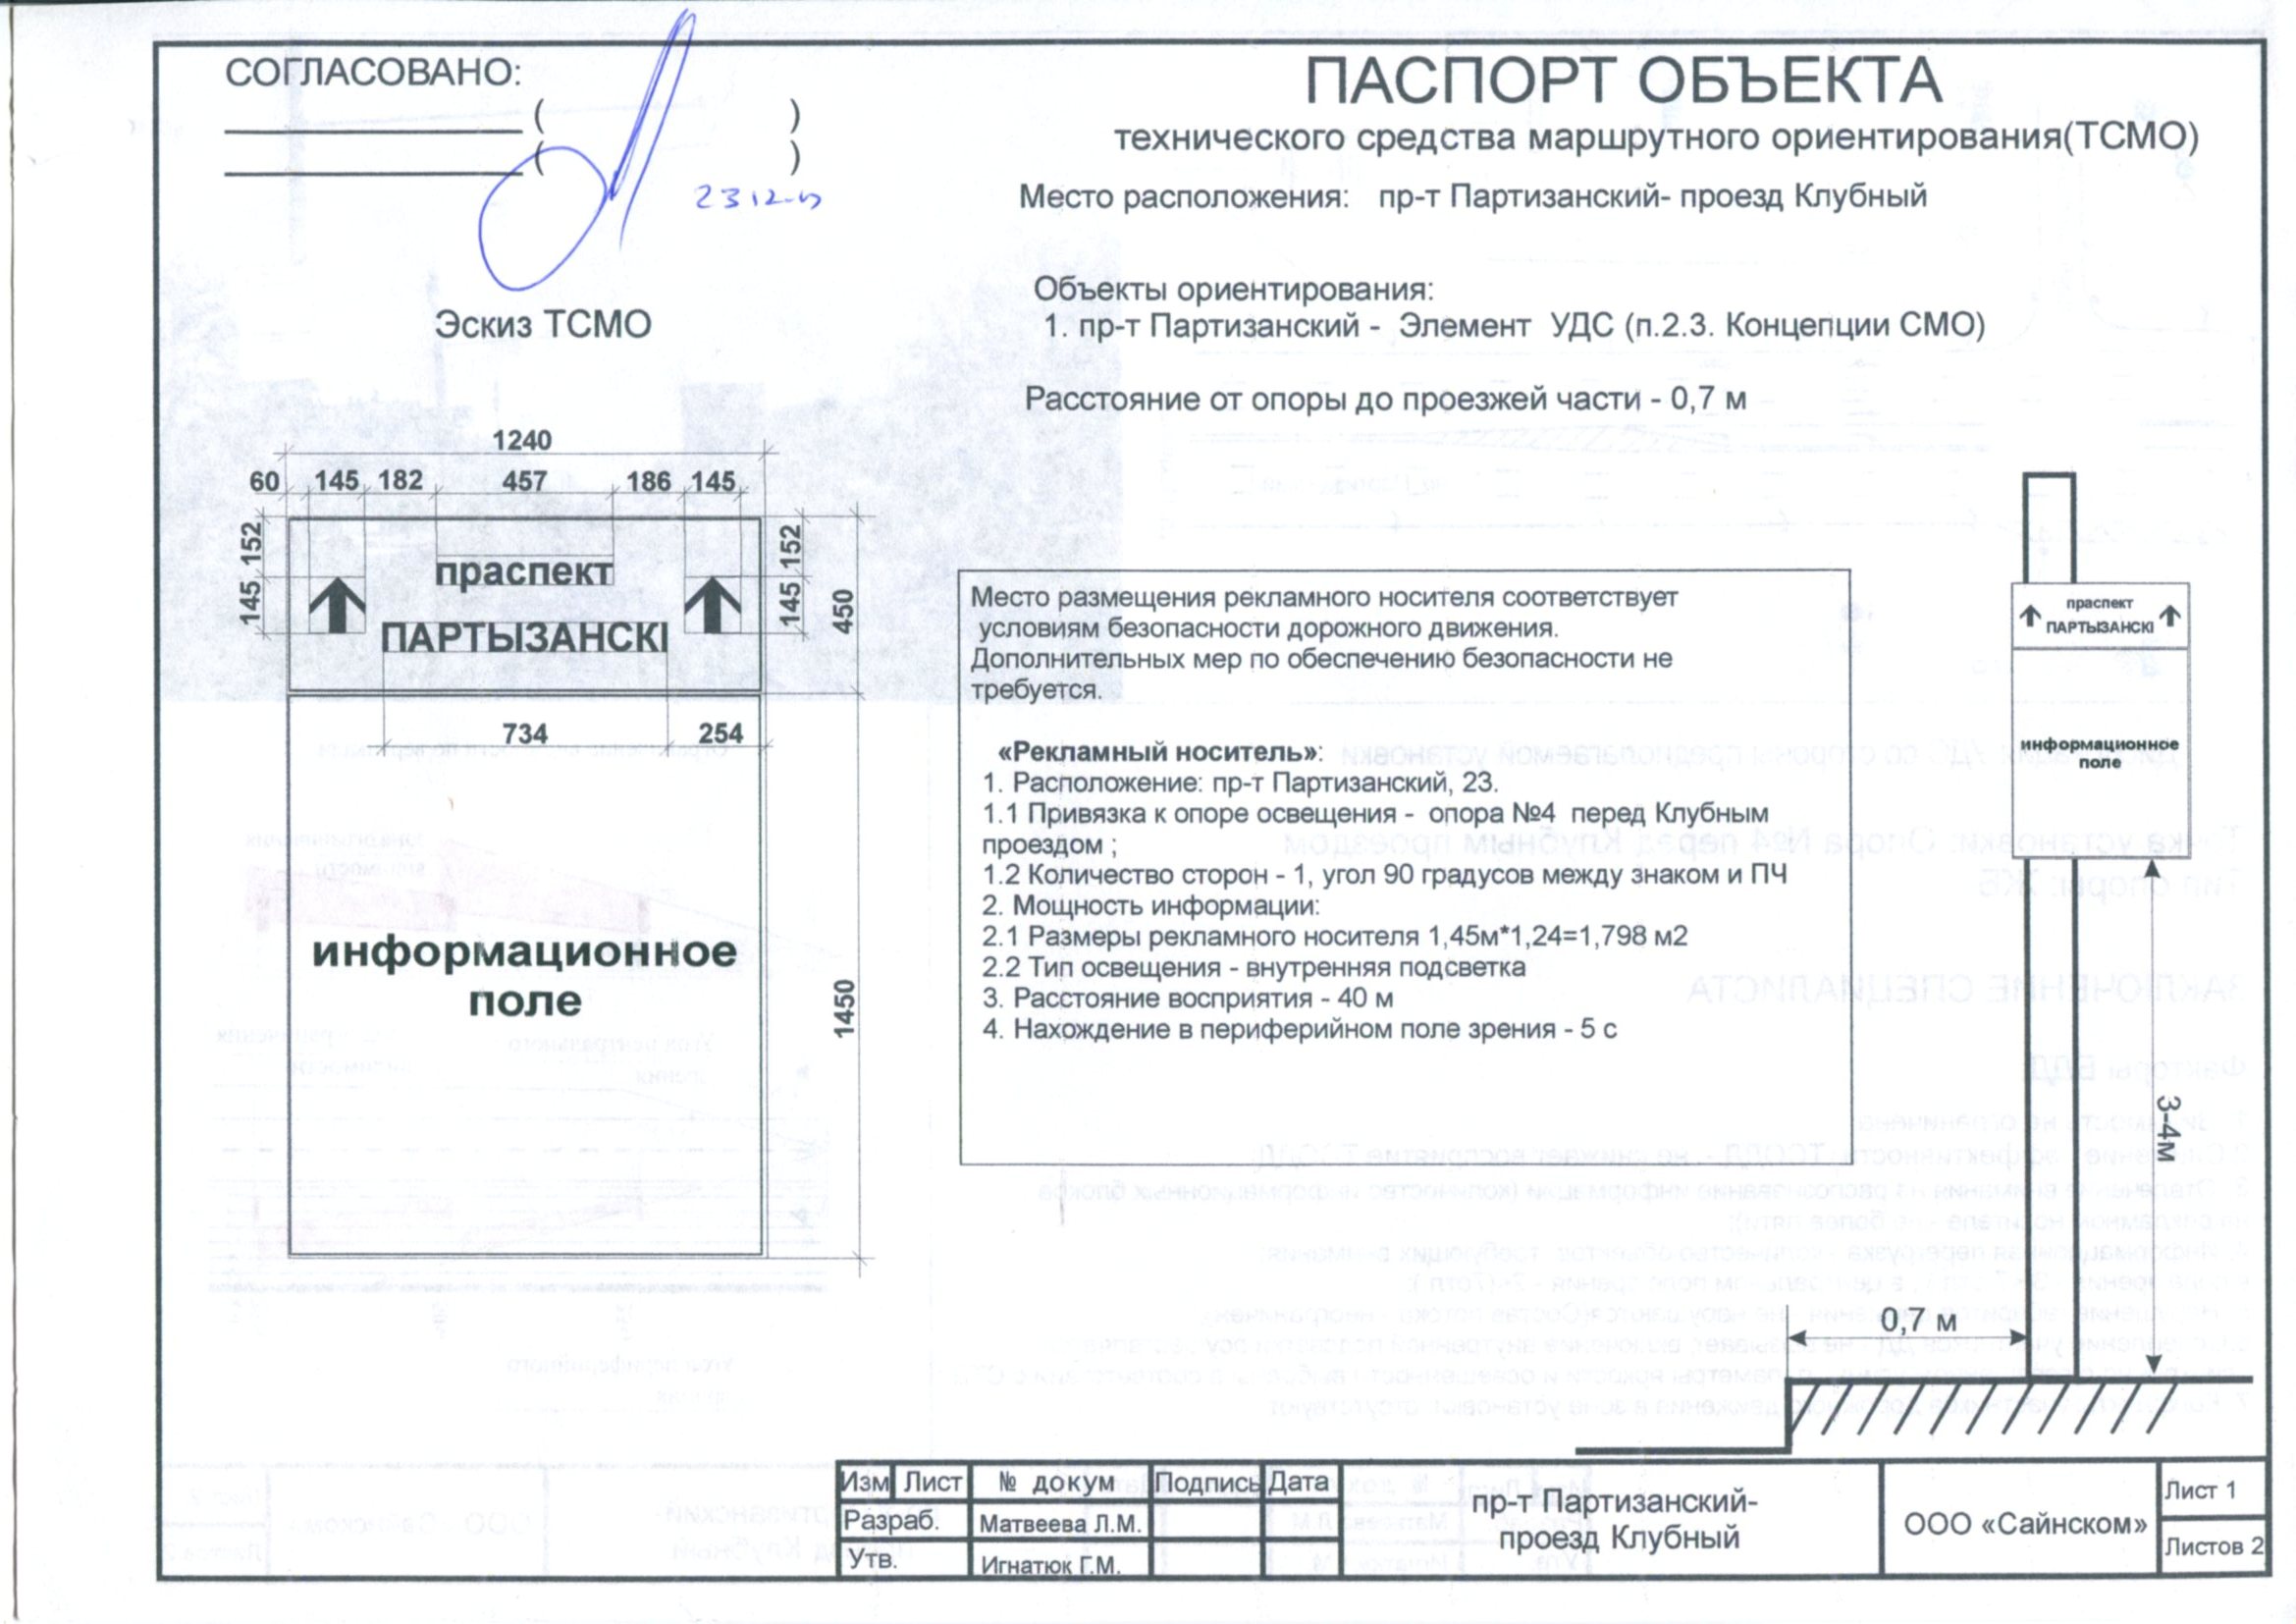 СОГЛАСОВАНО:
( )
( )
Эскиз ТСМО
ПАСПОРТ ОБЪЕКТА
технического средства маршрутного ориентирования(ТСМО)
Место расположения: пр-т Партизанский- проезд Клубный
Объекты ориентирования:
1. пр-т Партизанский - Элемент УДС (п.2.3. Концепции СМО)
Расстояние от опоры до проезжей части - 0,7 м
1240
60 145 182 457 186 145
152
145
152
145
450
праспект
ПАРТЫЗАНСКІ
734 254
информационное
поле
1450
Место размещения рекламного носителя соответствует
условиям безопасности дорожного движения.
Дополнительных мер по обеспечению безопасности не
требуется.
«Рекламный носитель»:
1. Расположение: пр-т Партизанский, 23.
1.1 Привязка к опоре освещения - опора №4 перед Клубным
проездом ;
1.2 Количество сторон - 1, угол 90 градусов между знаком и ПЧ
2. Мощность информации:
2.1 Размеры рекламного носителя 1,45м*1,24=1,798 м2
2.2 Тип освещения - внутренняя подсветка
3. Расстояние восприятия - 40 м
4. Нахождение в периферийном поле зрения - 5 с
праспект
ПАРТЫЗАНСКІ
информационное
поле
3-4м
0,7 м
Изм Лист № докум Подпись Дата
Разраб. Матвеева Л.М.
Утв. Игнатюк Г.М.
пр-т Партизанский-
проезд Клубный
ООО «Сайнском»
Лист 1
Листов 2